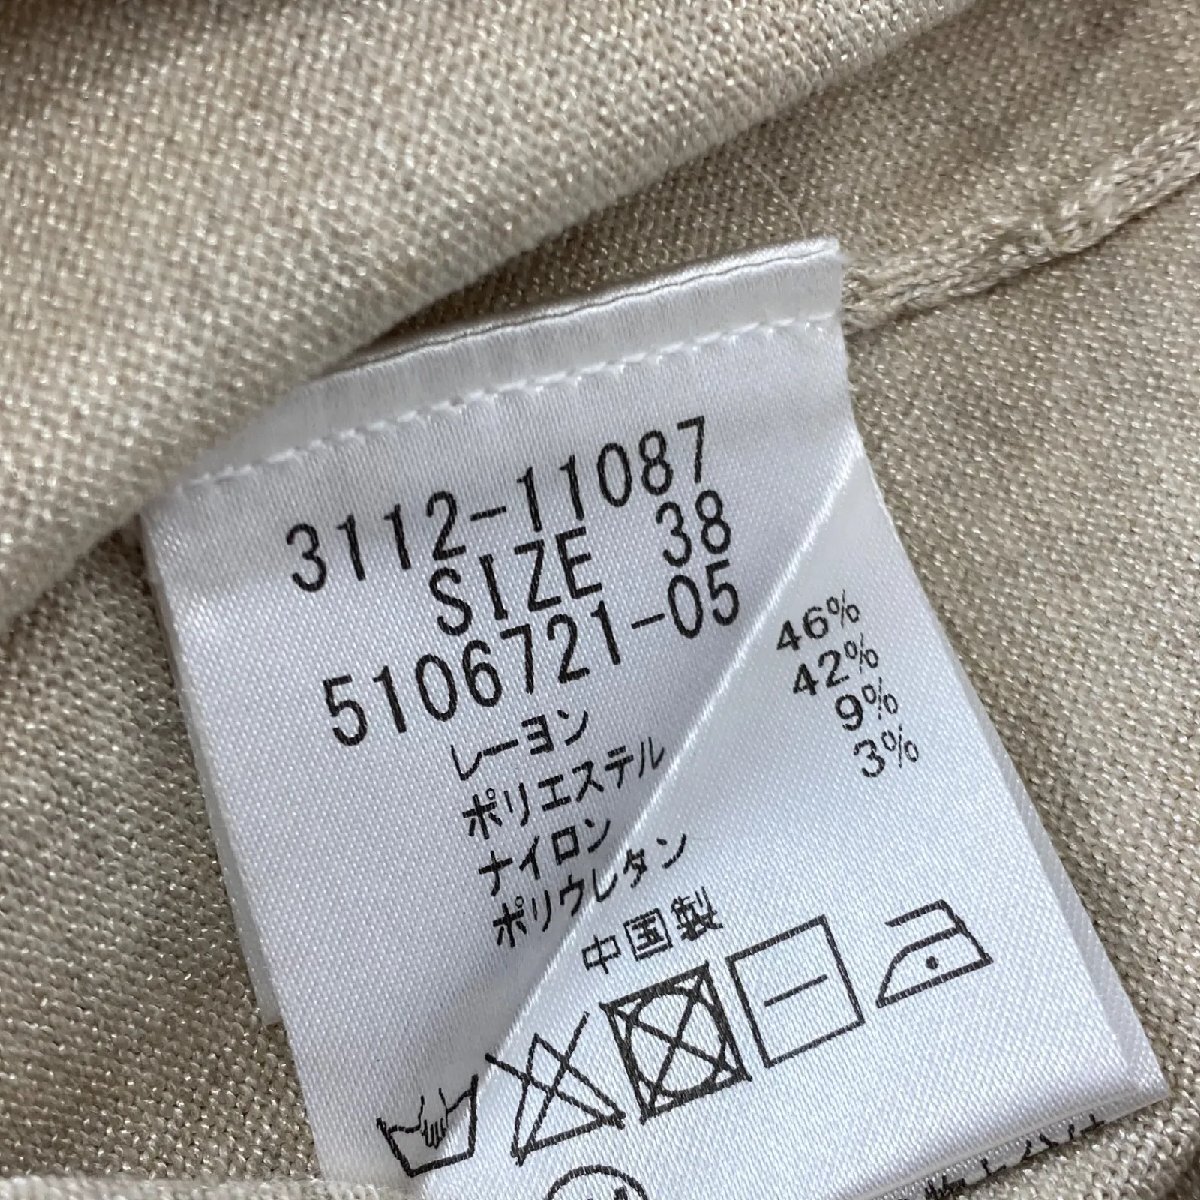 3112-11087
SIZE 38
5106721-05
レーヨン 46%
ポリエステル 42%
ナイロン 9%
ポリウレタン 3%
中国製